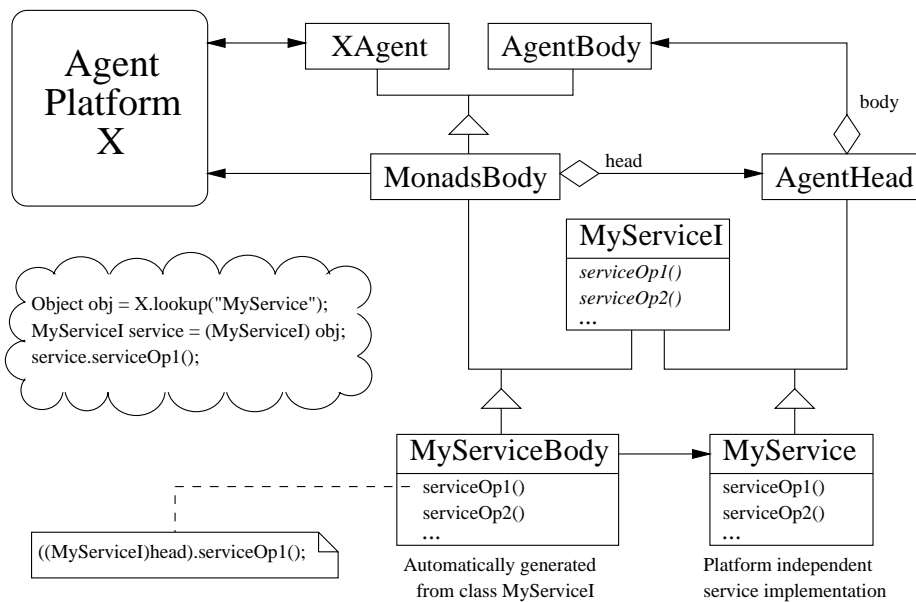 Agent
Platform
X
XAgent
AgentBody
body
MonadsBody
head
AgentHead
MyServiceI
serviceOp1()
serviceOp2()
...
Object obj = X.lookup("MyService");
MyServiceI service = (MyServiceI) obj;
service.serviceOp1();
MyServiceBody
serviceOp1()
serviceOp2()
...
MyService
serviceOp1()
serviceOp2()
...
((MyServiceI)head).serviceOp1();
Automatically generated
from class MyServiceI
Platform independent
service implementation